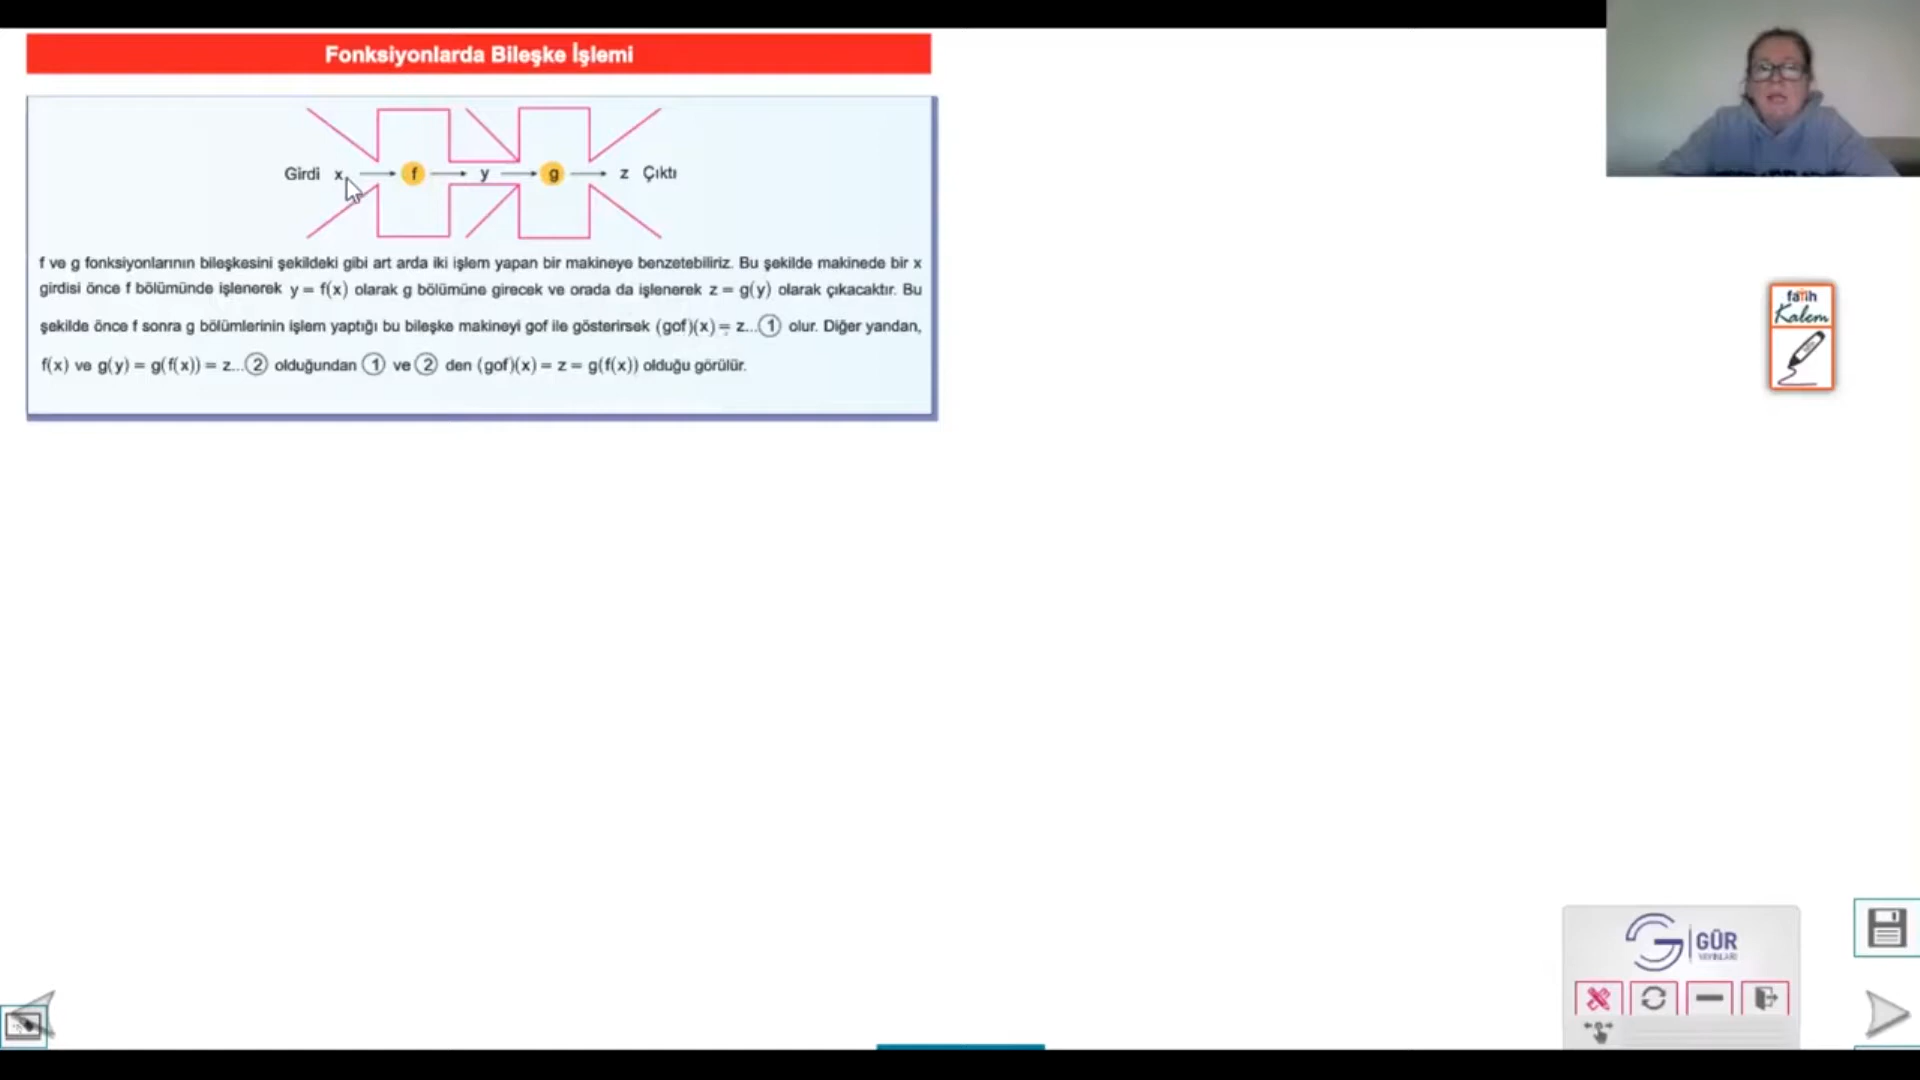 Fonksiyonlarda Bileşke İşlemi
Girdi x f y g z Çıktı
f ve g fonksiyonlarının bileşkesini şekildeki gibi art arda iki işlem yapan bir makineye benzetebiliriz. Bu şekilde makinede bir x
girdisi önce f bölümünde işlenerek y = f(x) olarak g bölümüne girecek ve orada da işlenerek z = g(y) olarak çıkacaktır. Bu
şekilde önce f sonra g bölümlerinin işlem yaptığı bu bileşke makineyi gof ile gösterirsek (gof)(x) = z...① olur. Diğer yandan,
f(x) ve g(y) = g(f(x)) = z...② olduğundan ① ve ② den (gof)(x) = z = g(f(x)) olduğu görülür.
fatih
Kalem
GÜR
YAYINLARI